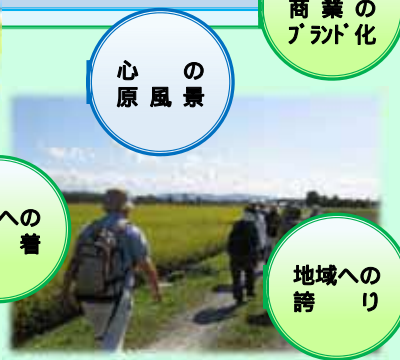 商業の
ブランド化
心の
原風景
への
着
地域への
誇り